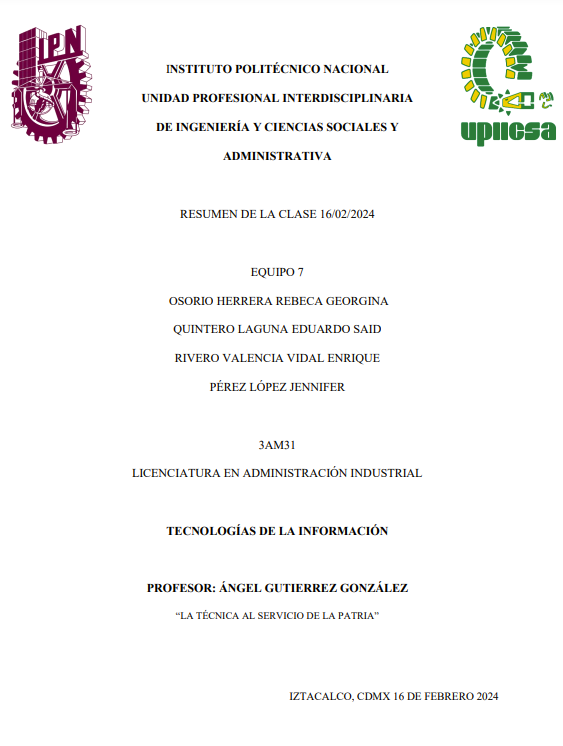 IPN
INSTITUTO POLITÉCNICO NACIONAL
UNIDAD PROFESIONAL INTERDISCIPLINARIA
DE INGENIERÍA Y CIENCIAS SOCIALES Y
ADMINISTRATIVA
upiicsa
RESUMEN DE LA CLASE 16/02/2024
EQUIPO 7
OSORIO HERRERA REBECA GEORGINA
QUINTERO LAGUNA EDUARDO SAID
RIVERO VALENCIA VIDAL ENRIQUE
PÉREZ LÓPEZ JENNIFER
3AM31
LICENCIATURA EN ADMINISTRACIÓN INDUSTRIAL
TECNOLOGÍAS DE LA INFORMACIÓN
PROFESOR: ÁNGEL GUTIERREZ GONZÁLEZ
“LA TÉCNICA AL SERVICIO DE LA PATRIA”
IZTACALCO, CDMX 16 DE FEBRERO 2024